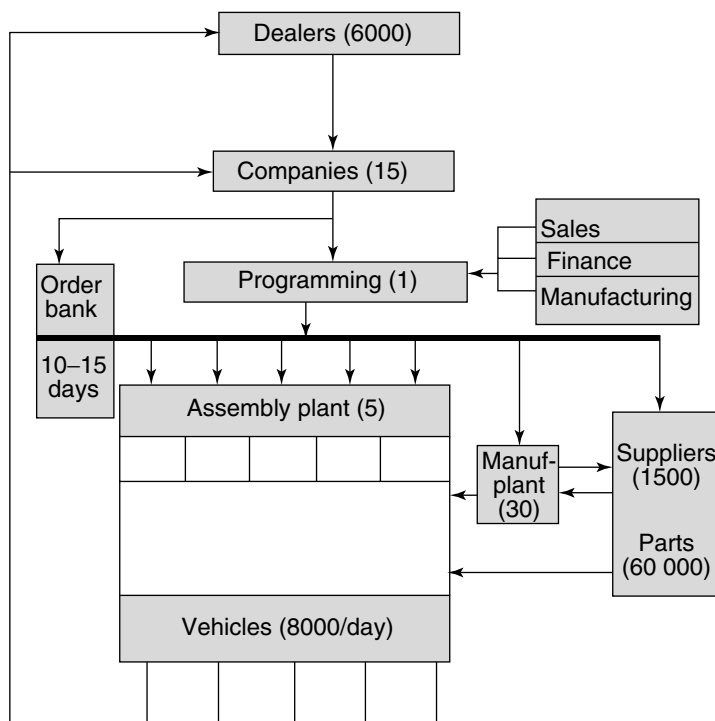 Dealers (6000)
Companies (15)
Sales
Finance
Manufacturing
Programming (1)
Order
bank
10–15
days
Assembly plant (5)
Manuf-
plant
(30)
Suppliers
(1500)
Parts
(60 000)
Vehicles (8000/day)